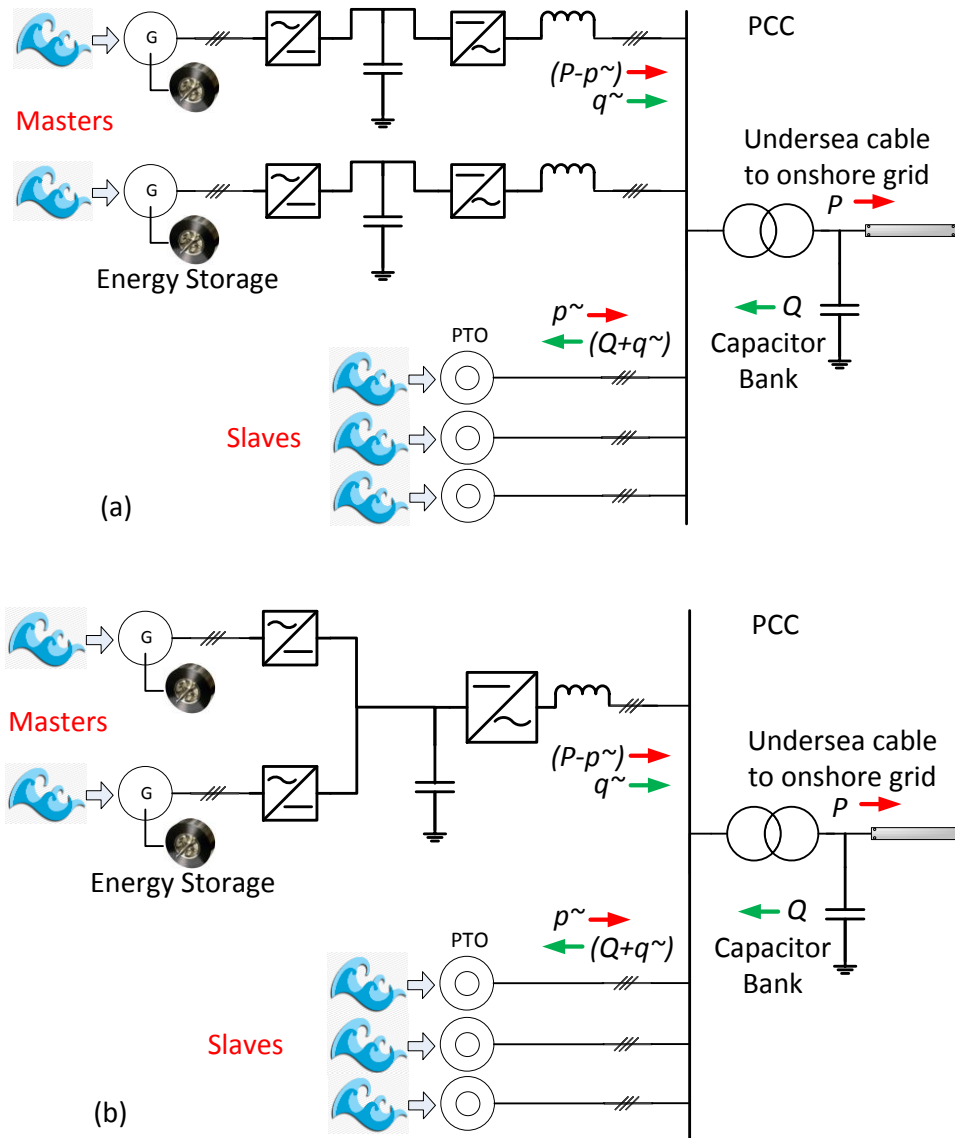 PCC
G
(P-p~)
q~
Masters
Undersea cable
to onshore grid
P
G
Energy Storage
p~
Q
PTO
(Q+q~)
Capacitor
Bank
Slaves
(a)
PCC
G
Masters
(P-p~)
q~
Undersea cable
to onshore grid
P
G
Energy Storage
p~
Q
PTO
(Q+q~)
Capacitor
Bank
Slaves
(b)